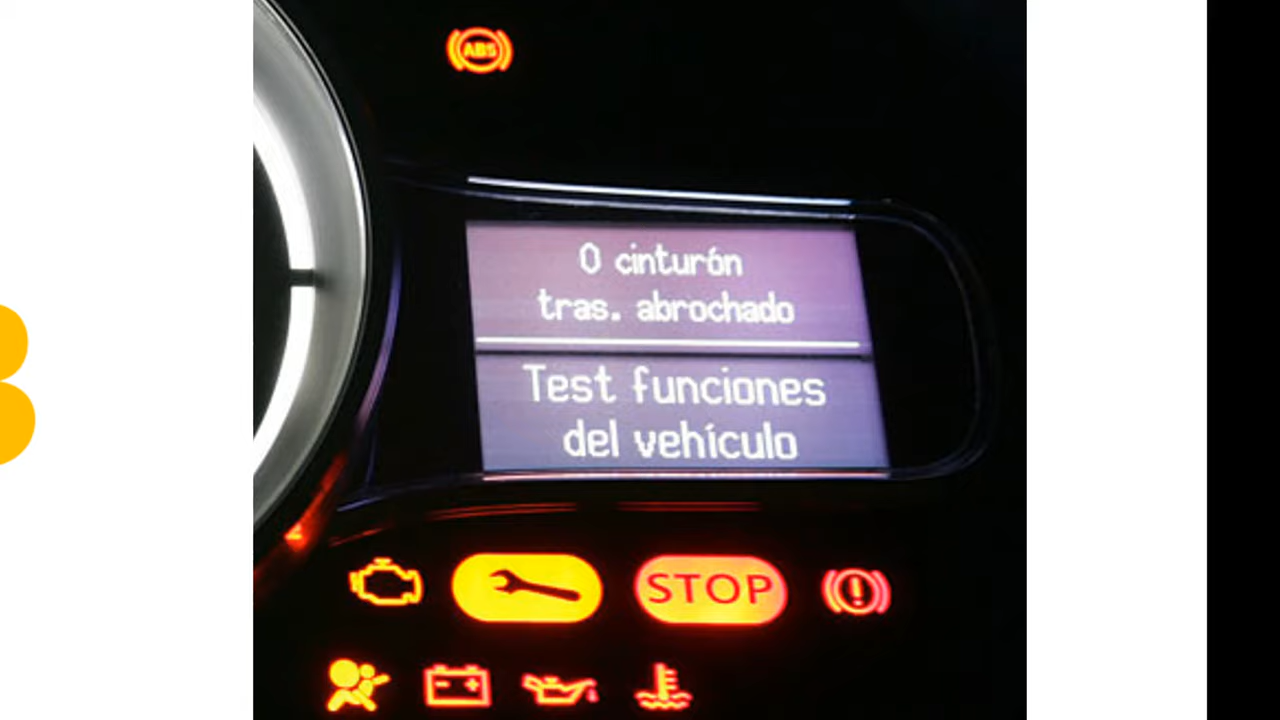 ABS
0 cinturón
tras. abrochado
Test funciones
del vehículo
STOP